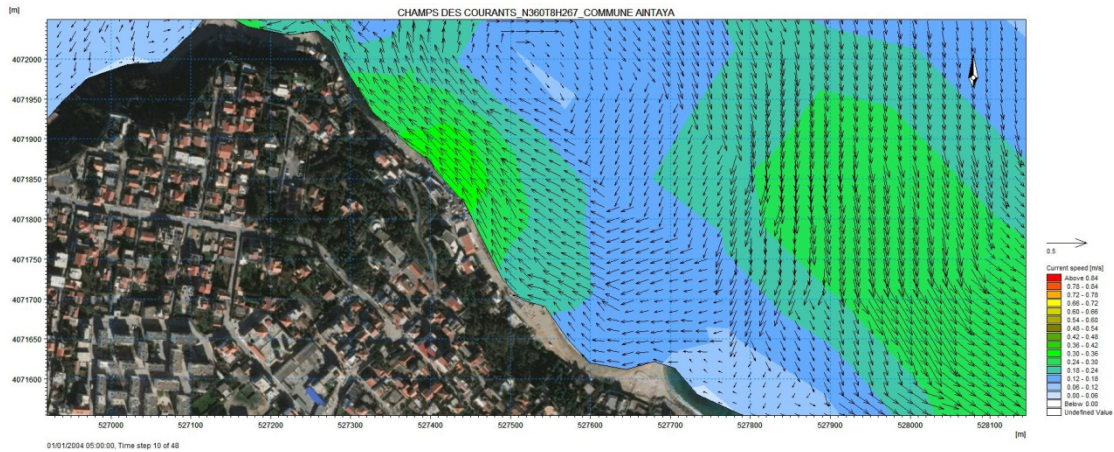 CHAMPS DES COURANTS_N360T8H267_COMMUNE AINTAYA
[m]
4072000
4071950
4071900
4071850
4071800
4071750
4071700
4071650
4071600
527000
527100
527200
527300
527400
527500
527600
527700
527800
527900
528000
528100
[m]
0.5
Current speed [m/s]
Above 0.84
0.78 - 0.84
0.72 - 0.78
0.66 - 0.72
0.60 - 0.66
0.54 - 0.60
0.48 - 0.54
0.42 - 0.48
0.36 - 0.42
0.30 - 0.36
0.24 - 0.30
0.18 - 0.24
0.12 - 0.18
0.06 - 0.12
0.00 - 0.06
Below 0.00
Undefined Value
01/01/2004 05:00:00, Time step 10 of 48